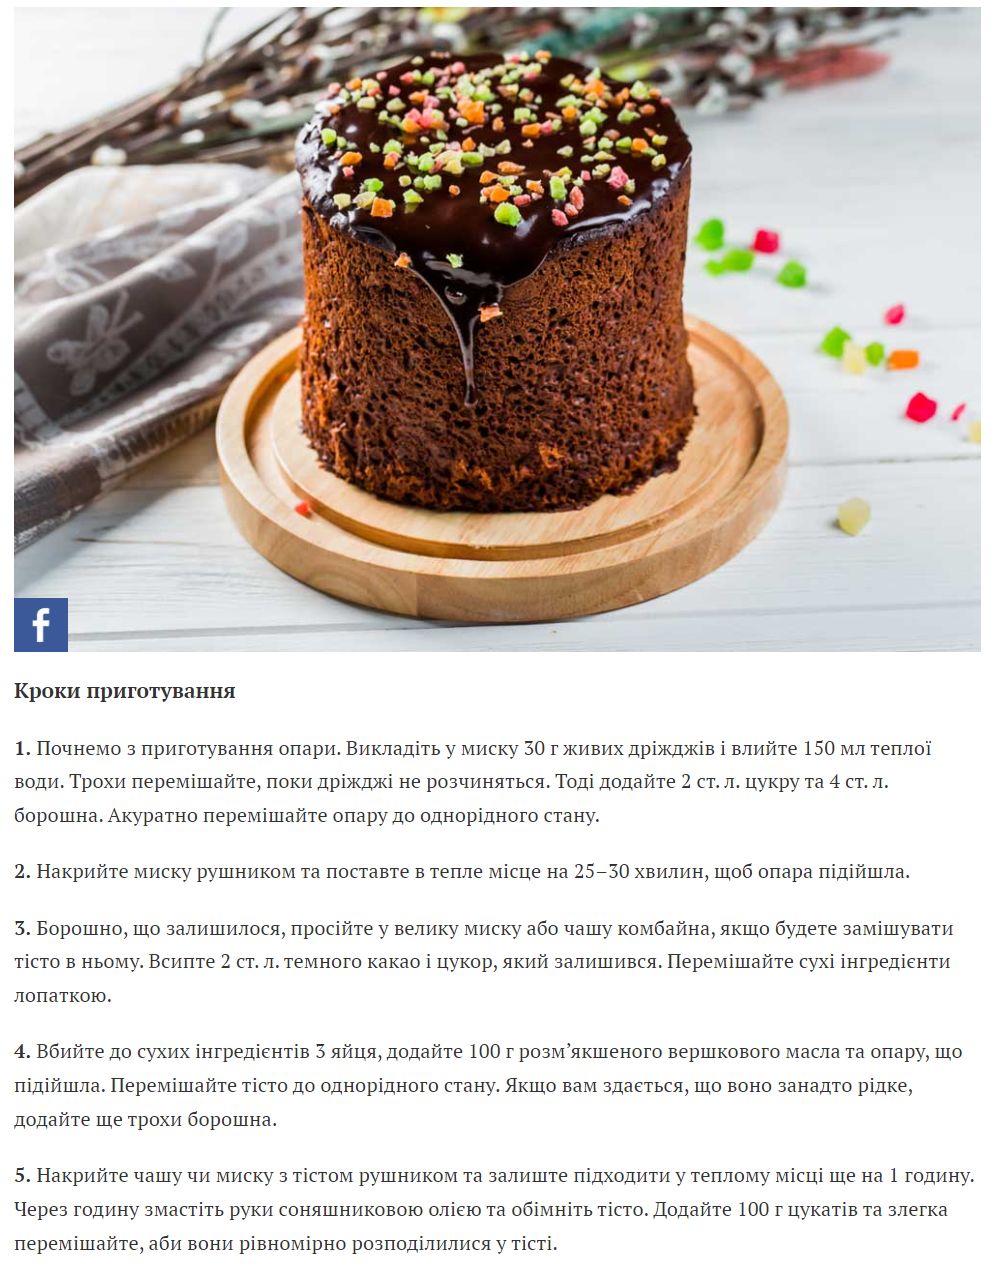 f
Кроки приготування
1. Почнемо з приготування опари. Викладіть у миску 30 г живих дріжджів і влийте 150 мл теплої
води. Трохи перемішайте, поки дріжджі не розчиняться. Тоді додайте 2 ст. л. цукру та 4 ст. л.
борошна. Акуратно перемішайте опару до однорідного стану.
2. Накрийте миску рушником та поставте в тепле місце на 25–30 хвилин, щоб опара підійшла.
3. Борошно, що залишилося, просійте у велику миску або чашу комбайна, якщо будете замішувати
тісто в ньому. Всипте 2 ст. л. темного какао і цукор, який залишився. Перемішайте сухі інгредієнти
лопаткою.
4. Вбийте до сухих інгредієнтів 3 яйця, додайте 100 г розм’якшеного вершкового масла та опару, що
підійшла. Перемішайте тісто до однорідного стану. Якщо вам здається, що воно занадто рідке,
додайте ще трохи борошна.
5. Накрийте чашу чи миску з тістом рушником та залиште підходити у теплому місці ще на 1 годину.
Через годину змастіть руки соняшниковою олією та обімніть тісто. Додайте 100 г цукатів та злегка
перемішайте, аби вони рівномірно розподілилися у тісті.